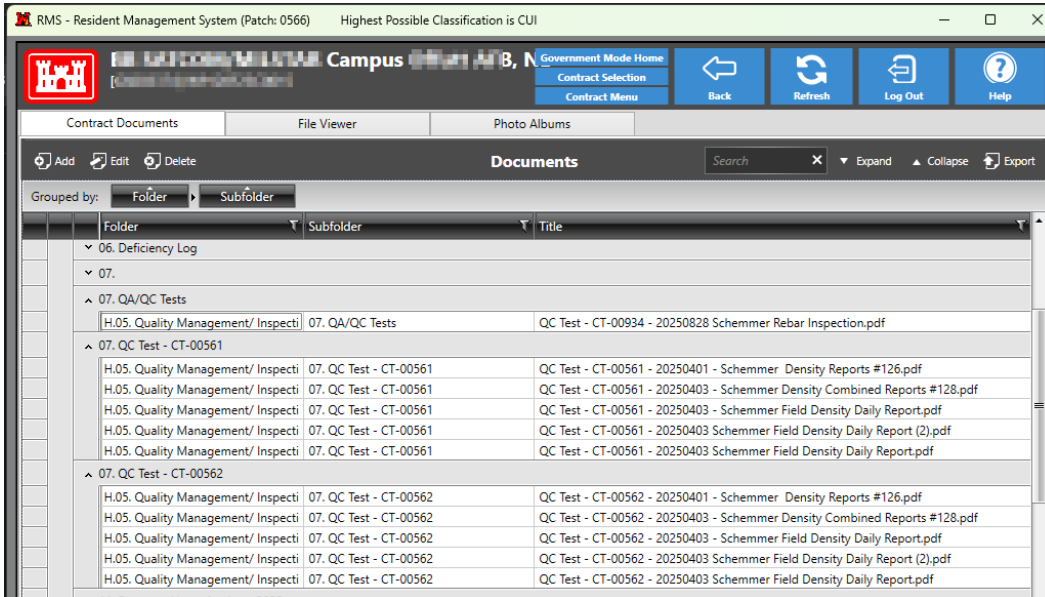 RMS - Resident Management System (Patch: 0566) Highest Possible Classification is CUI
Campus
Government Mode Home
Contract Selection
Contract Menu
Back
Refresh
Log Out
Help
Contract Documents File Viewer Photo Albums
Add Edit Delete Documents Search Expand Collapse Export
Grouped by: Folder Subfolder
Folder Subfolder Title
06. Deficiency Log
07.
07. QA/QC Tests
H.05. Quality Management/ Inspecti 07. QA/QC Tests QC Test - CT-00934 - 20250828 Schemmer Rebar Inspection.pdf
07. QC Test - CT-00561
H.05. Quality Management/ Inspecti 07. QC Test - CT-00561 QC Test - CT-00561 - 20250401 - Schemmer Density Reports #126.pdf
H.05. Quality Management/ Inspecti 07. QC Test - CT-00561 QC Test - CT-00561 - 20250403 - Schemmer Density Combined Reports #128.pdf
H.05. Quality Management/ Inspecti 07. QC Test - CT-00561 QC Test - CT-00561 - 20250403 - Schemmer Field Density Daily Report.pdf
H.05. Quality Management/ Inspecti 07. QC Test - CT-00561 QC Test - CT-00561 - 20250403 Schemmer Field Density Daily Report (2).pdf
H.05. Quality Management/ Inspecti 07. QC Test - CT-00561 QC Test - CT-00561 - 20250403 Schemmer Field Density Daily Report.pdf
07. QC Test - CT-00562
H.05. Quality Management/ Inspecti 07. QC Test - CT-00562 QC Test - CT-00562 - 20250401 - Schemmer Density Reports #126.pdf
H.05. Quality Management/ Inspecti 07. QC Test - CT-00562 QC Test - CT-00562 - 20250403 - Schemmer Density Combined Reports #128.pdf
H.05. Quality Management/ Inspecti 07. QC Test - CT-00562 QC Test - CT-00562 - 20250403 - Schemmer Field Density Daily Report.pdf
H.05. Quality Management/ Inspecti 07. QC Test - CT-00562 QC Test - CT-00562 - 20250403 Schemmer Field Density Daily Report (2).pdf
H.05. Quality Management/ Inspecti 07. QC Test - CT-00562 QC Test - CT-00562 - 20250403 Schemmer Field Density Daily Report.pdf